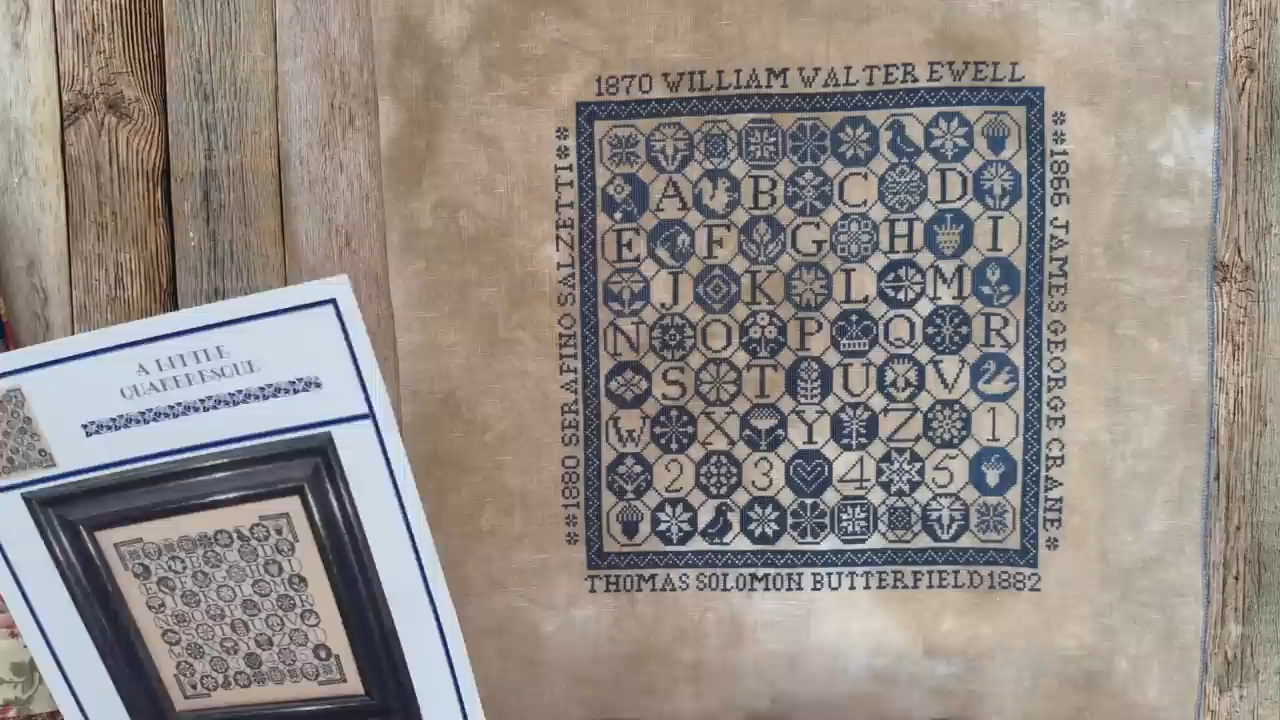 1870 WILLIAM WALTER EWELL
1880 SERAFINO SALZETTI
1866 JAMES GEORGE CRANE
A B C D
E F G H I
J K L M
N O P Q R
S T U V
W X Y Z 1
2 3 4 5
THOMAS SOLOMON BUTTERFIELD 1882
A LITTLE
QUAKERESQUE